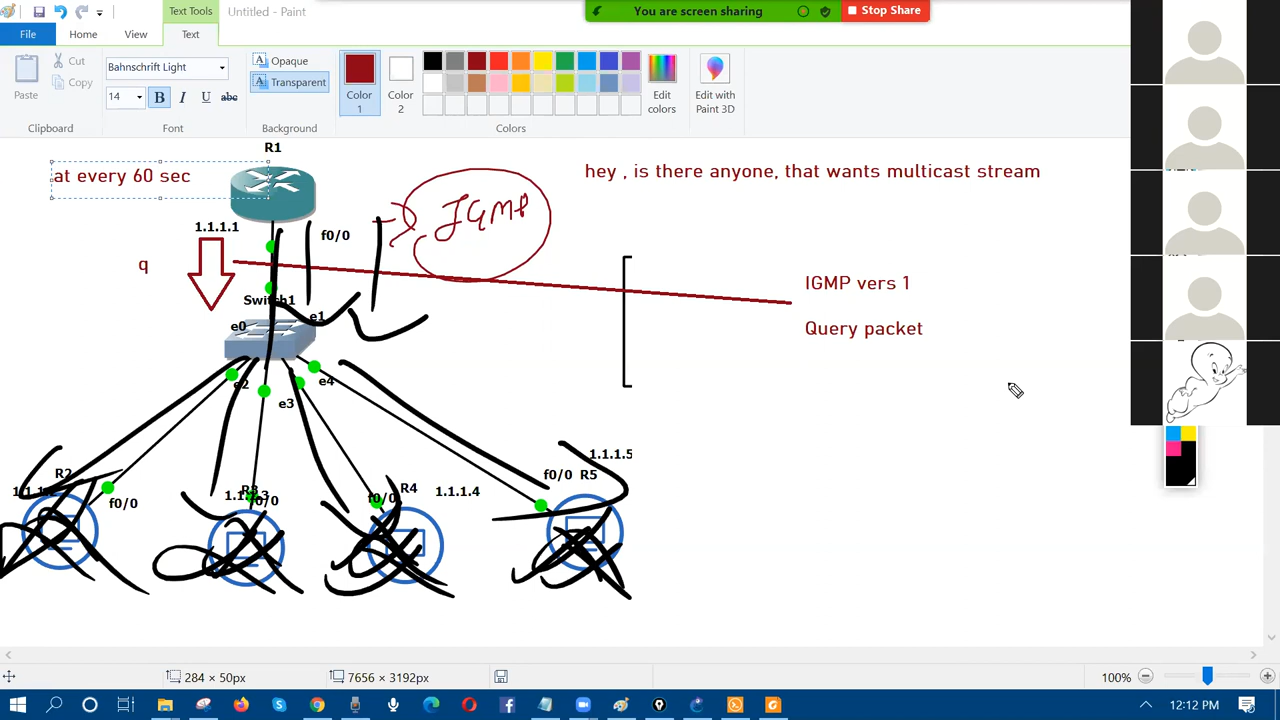 Text Tools
Untitled - Paint
You are screen sharing
Stop Share
File
Home
View
Text
Cut
Copy
Paste
Bahnschrift Light
14
B
I
U
abc
Opaque
Transparent
Color
1
Color
2
Edit
colors
Edit with
Paint 3D
Clipboard
Font
Background
Colors
R1
at every 60 sec
hey , is there anyone, that wants multicast stream
1.1.1.1
f0/0
IGMP
q
IGMP vers 1
Switch1
e0
e1
Query packet
e2
e4
e3
R2
f0/0
R3
f0/0
R4
f0/0
1.1.1.4
f0/0
R5
1.1.1.5
284 × 50px
7656 × 3192px
100%
12:12 PM